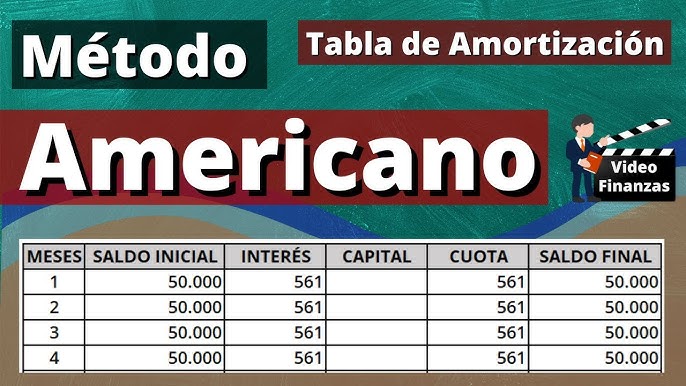 Método
Tabla de Amortización
Americano
Video
Finanzas
MESES SALDO INICIAL INTERÉS CAPITAL CUOTA SALDO FINAL
1 50.000 561 561 50.000
2 50.000 561 561 50.000
3 50.000 561 561 50.000
4 50.000 561 561 50.000